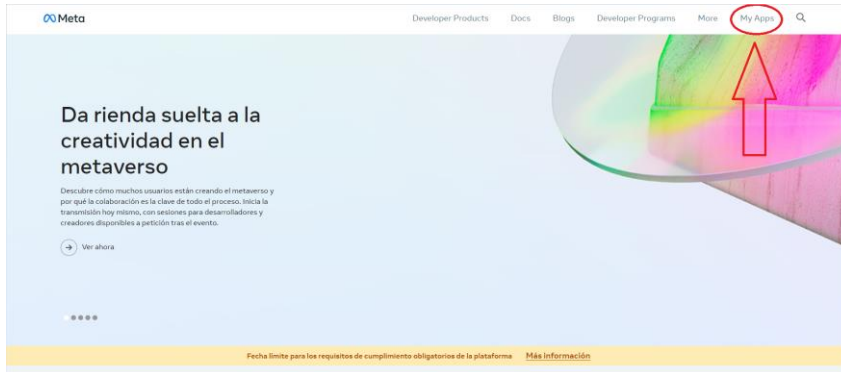 Meta
Developer Products Docs Blogs Developer Programs More My Apps
Da rienda suelta a la
creatividad en el
metaverso
Descubre cómo muchos usuarios están creando el metaverso y
por qué la colaboración es la clave de todo el proceso. Inicia la
transmisión hoy mismo, con sesiones para desarrolladores y
creadores disponibles a petición tras el evento.
Ver ahora
Fecha límite para los requisitos de cumplimiento obligatorios de la plataforma Más información